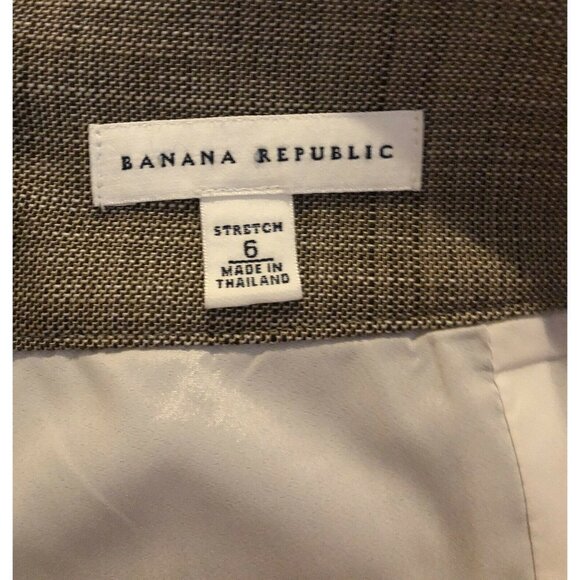 BANANA REPUBLIC
STRETCH
6
MADE IN
THAILAND